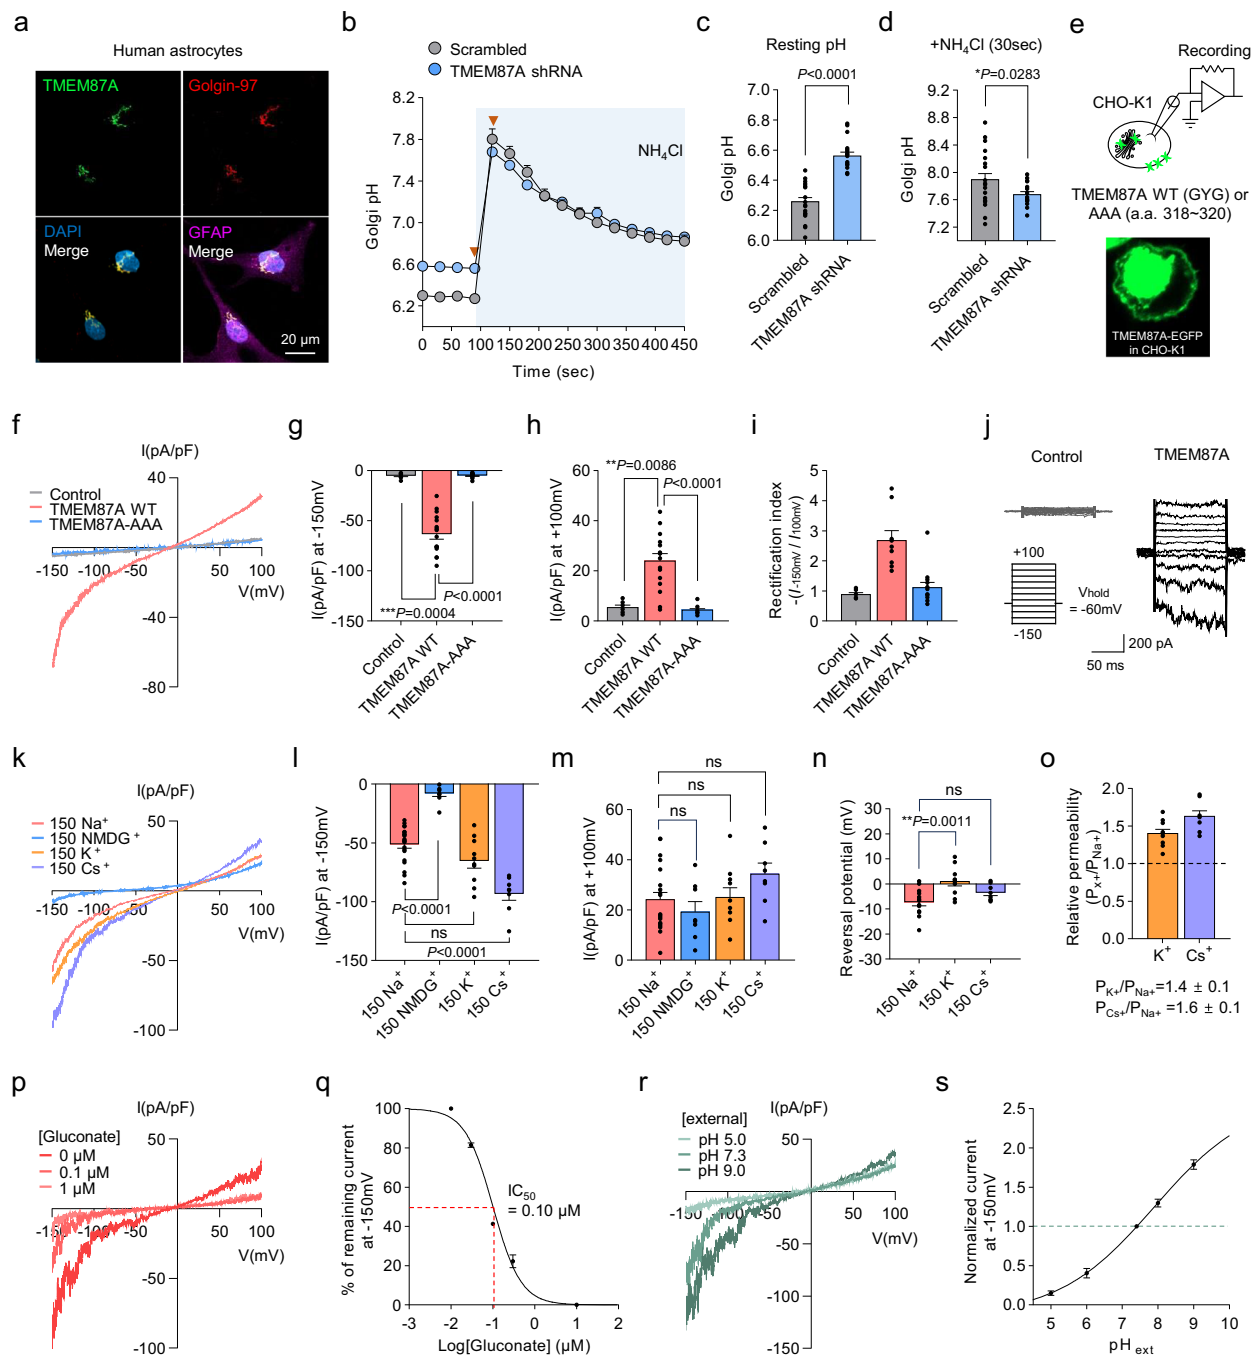 a
Human astrocytes
TMEM87A
Golgin-97
DAPI
Merge
GFAP
Merge
20 μm
b
Scrambled
TMEM87A shRNA
8.2
7.8
7.4
7.0
6.6
6.2
Golgi pH
NH4Cl
0 50 100 150 200 250 300 350 400 450
Time (sec)
c
Resting pH
P<0.0001
6.8
6.6
6.4
6.2
6.0
Golgi pH
Scrambled
TMEM87A shRNA
d
+NH4Cl (30sec)
*P=0.0283
9.2
8.8
8.4
8.0
7.6
7.2
Golgi pH
Scrambled
TMEM87A shRNA
e
Recording
CHO-K1
TMEM87A WT (GYG) or
AAA (a.a. 318~320)
TMEM87A-EGFP
in CHO-K1
f
I(pA/pF)
Control
TMEM87A WT
TMEM87A-AAA
40
-40
-80
-150 -100 -50 0 50 100
V(mV)
g
I(pA/pF) at -150mV
0
-50
-100
-150
P<0.0001
***P=0.0004
Control
TMEM87A WT
TMEM87A-AAA
h
I(pA/pF) at +100mV
60
40
20
0
**P=0.0086
P<0.0001
Control
TMEM87A WT
TMEM87A-AAA
i
Rectification index
-(I-150mV / I100mV)
5
4
3
2
1
0
Control
TMEM87A WT
TMEM87A-AAA
j
Control
TMEM87A
+100
-150
Vhold
= -60mV
200 pA
50 ms
k
I(pA/pF)
150 Na+
150 NMDG+
150 K+
150 Cs+
50
-50
-100
-150 -100 -50 0 50 100
V(mV)
l
I(pA/pF) at -150mV
0
-50
-100
-150
P<0.0001
ns
P<0.0001
150 Na+
150 NMDG+
150 K+
150 Cs+
m
I(pA/pF) at +100mV
80
60
40
20
0
ns
ns
ns
150 Na+
150 NMDG+
150 K+
150 Cs+
n
Reversal potential (mV)
30
20
10
0
-10
-20
-30
ns
**P=0.0011
150 Na+
150 K+
150 Cs+
o
Relative permeability
(Px+/PNa+)
2.0
1.5
1.0
0.5
0.0
K+ Cs+
PK+/PNa+=1.4 ± 0.1
PCs+/PNa+=1.6 ± 0.1
p
I(pA/pF)
[Gluconate]
0 μM
0.1 μM
1 μM
50
-50
-100
-150 -100 -50 0 50 100
V(mV)
q
% of remaining current
at -150mV
100
80
60
40
20
0
IC50
= 0.10 μM
-3 -2 -1 0 1 2
Log[Gluconate] (μM)
r
I(pA/pF)
[external]
pH 5.0
pH 7.3
pH 9.0
50
-50
-100
-150
-150 -100 -50 0 50 100
V(mV)
s
Normalized current
at -150mV
2.5
2.0
1.5
1.0
0.5
0.0
5 6 7 8 9 10
pH ext